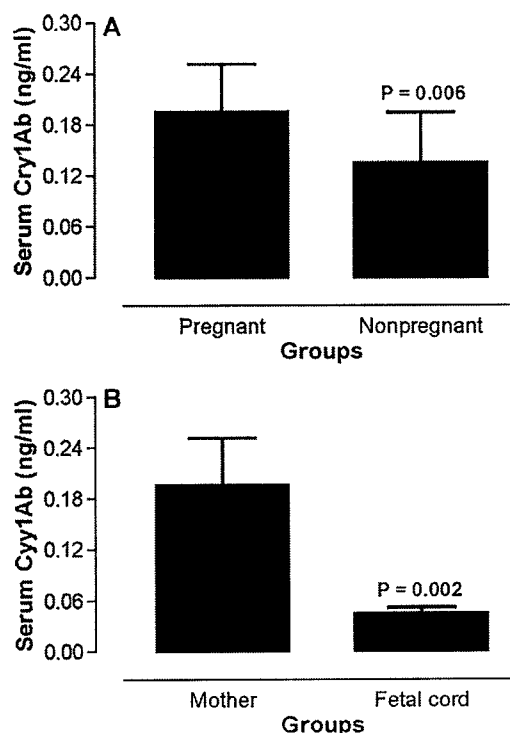 A
Serum Cry1Ab (ng/ml)
0.30
0.24
0.18
0.12
0.06
0.00
P = 0.006
Pregnant Nonpregnant
Groups
B
Serum Cyy1Ab (ng/ml)
0.30
0.24
0.18
0.12
0.06
0.00
P = 0.002
Mother Fetal cord
Groups